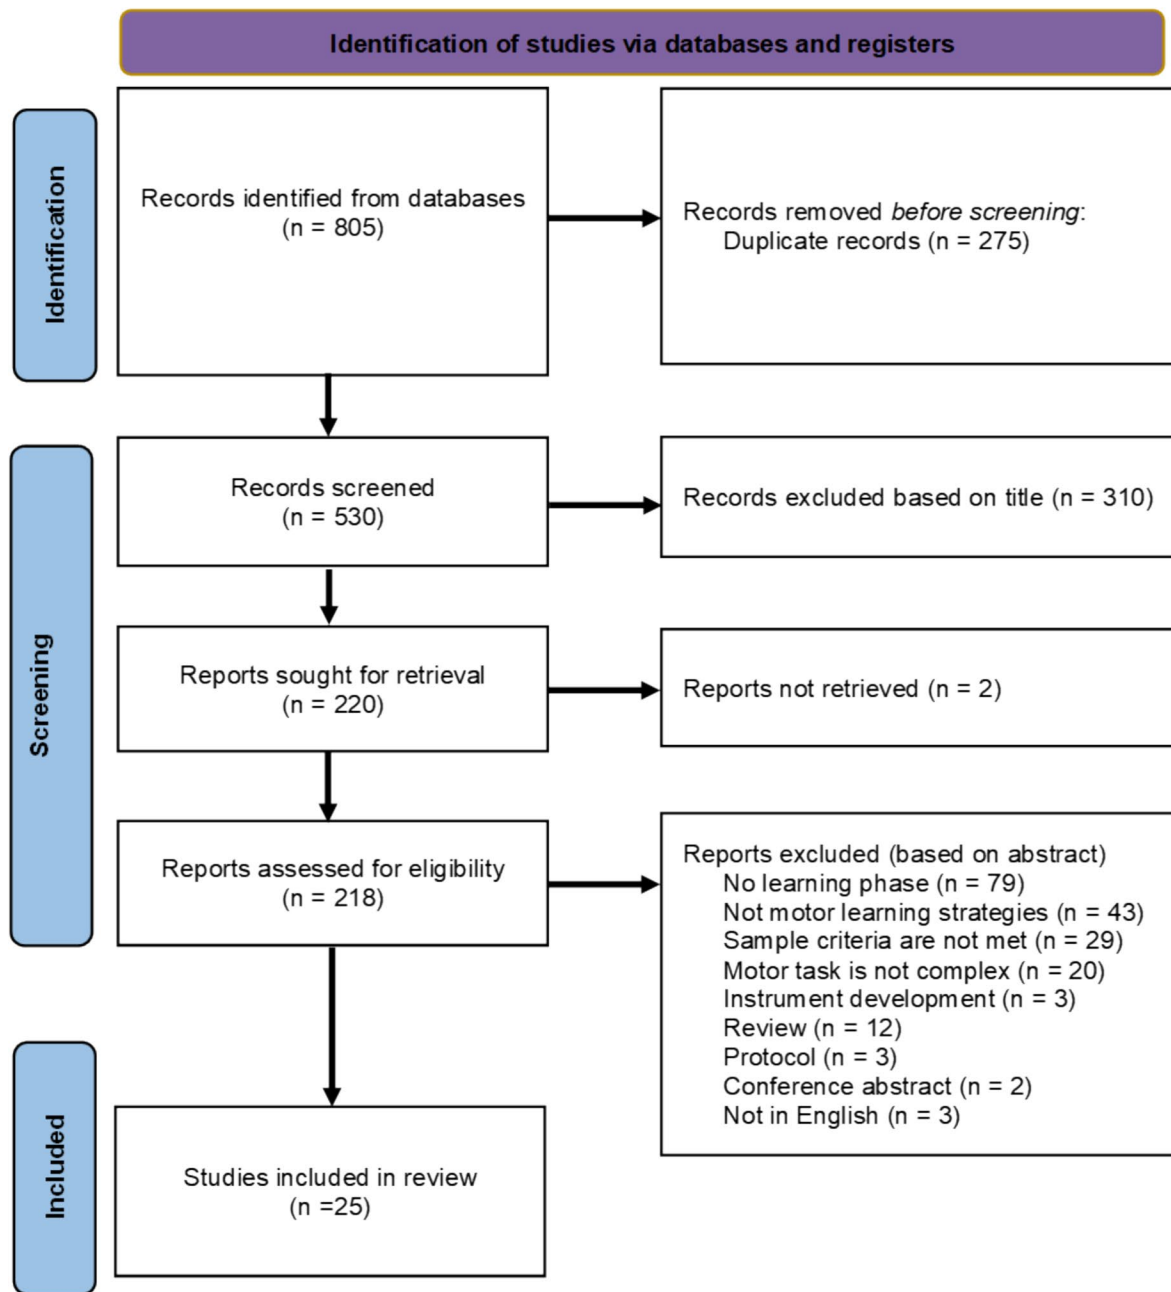 Identification of studies via databases and registers
Identification
Records identified from databases
(n = 805)
Records removed before screening:
Duplicate records (n = 275)
Screening
Records screened
(n = 530)
Records excluded based on title (n = 310)
Reports sought for retrieval
(n = 220)
Reports not retrieved (n = 2)
Reports assessed for eligibility
(n = 218)
Reports excluded (based on abstract)
No learning phase (n = 79)
Not motor learning strategies (n = 43)
Sample criteria are not met (n = 29)
Motor task is not complex (n = 20)
Instrument development (n = 3)
Review (n = 12)
Protocol (n = 3)
Conference abstract (n = 2)
Not in English (n = 3)
Included
Studies included in review
(n =25)